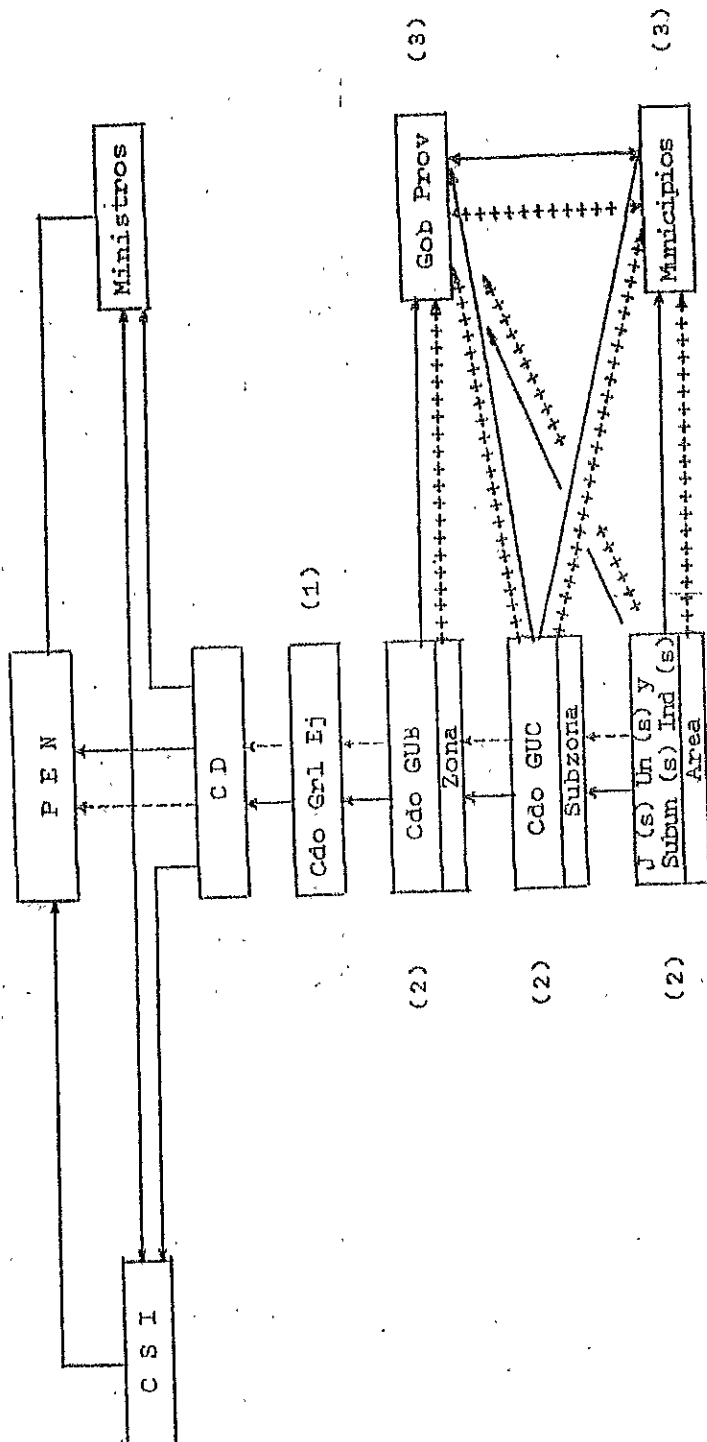 P E N
C S I
Ministros
C D
Cdo Grl Ej
(1)
(2)
Cdo GUB
Zona
Gob Prov
(3)
(2)
Cdo GUC
Subzona
(2)
J (s) Un (s) y
Subun (s) Ind (s)
Area
Municipios
(3)